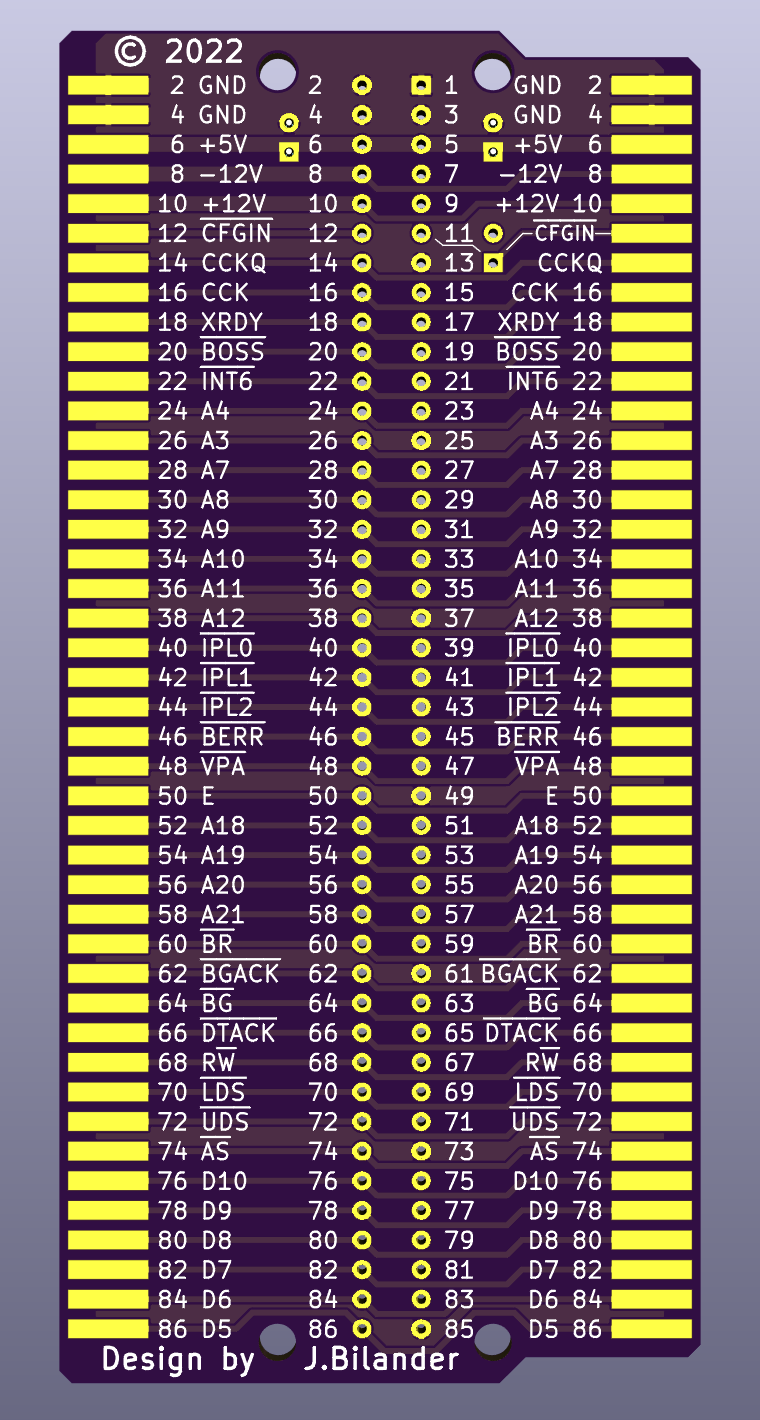 © 2022
2 GND 2 1 GND 2
4 GND 4 3 GND 4
6 +5V 6 5 +5V 6
8 -12V 8 7 -12V 8
10 +12V 10 9 +12V 10
12 CFGIN 12 11 CFGIN
14 CCKQ 14 13 CCKQ
16 CCK 16 15 CCK 16
18 XRDY 18 17 XRDY 18
20 BOSS 20 19 BOSS 20
22 INT6 22 21 INT6 22
24 A4 24 23 A4 24
26 A3 26 25 A3 26
28 A7 28 27 A7 28
30 A8 30 29 A8 30
32 A9 32 31 A9 32
34 A10 34 33 A10 34
36 A11 36 35 A11 36
38 A12 38 37 A12 38
40 IPL0 40 39 IPL0 40
42 IPL1 42 41 IPL1 42
44 IPL2 44 43 IPL2 44
46 BERR 46 45 BERR 46
48 VPA 48 47 VPA 48
50 E 50 49 E 50
52 A18 52 51 A18 52
54 A19 54 53 A19 54
56 A20 56 55 A20 56
58 A21 58 57 A21 58
60 BR 60 59 BR 60
62 BGACK 62 61 BGACK 62
64 BG 64 63 BG 64
66 DTACK 66 65 DTACK 66
68 RW 68 67 RW 68
70 LDS 70 69 LDS 70
72 UDS 72 71 UDS 72
74 AS 74 73 AS 74
76 D10 76 75 D10 76
78 D9 78 77 D9 78
80 D8 80 79 D8 80
82 D7 82 81 D7 82
84 D6 84 83 D6 84
86 D5 86 85 D5 86
Design by J.Bilander